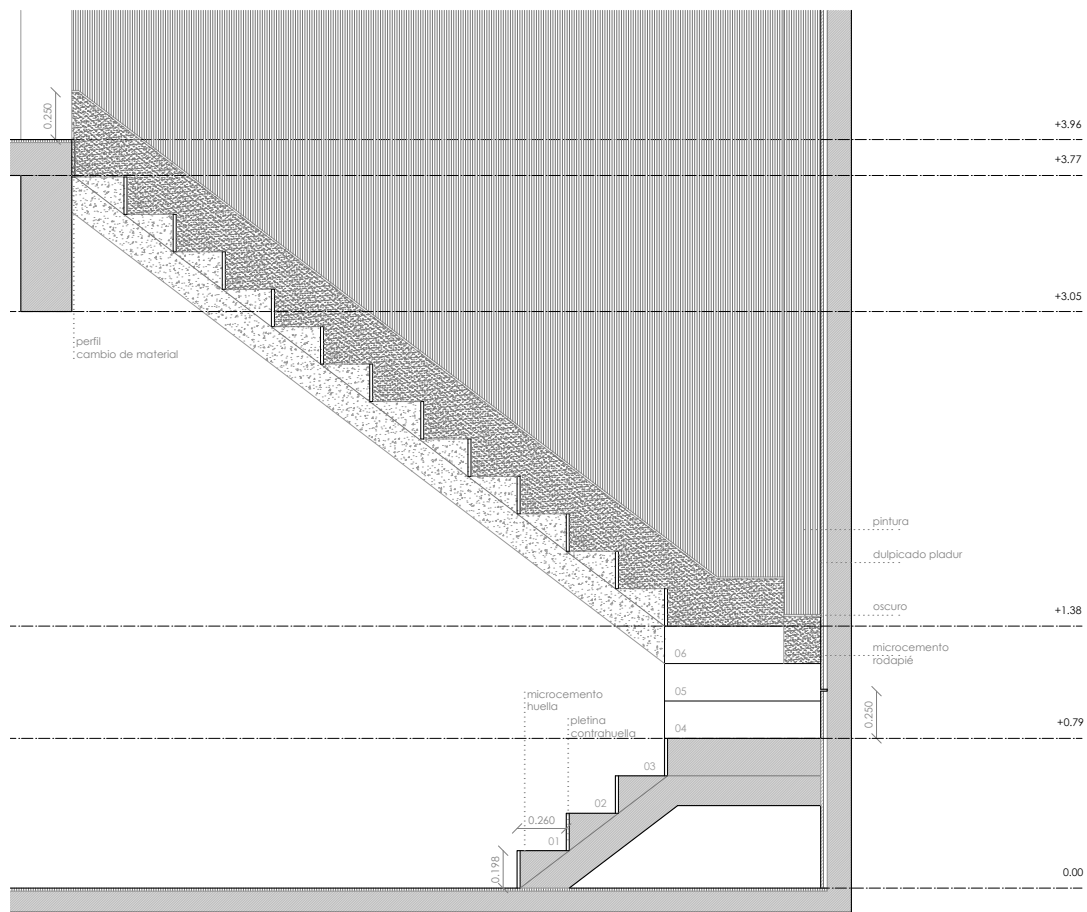 0.250
+3.96
+3.77
+3.05
perfil
cambio de material
pintura
dulpicado pladur
oscuro
+1.38
microcemento
rodapié
06
05
04
microcemento
huella
pletina
contrahuella
0.250
+0.79
03
02
0.260
01
0.198
0.00